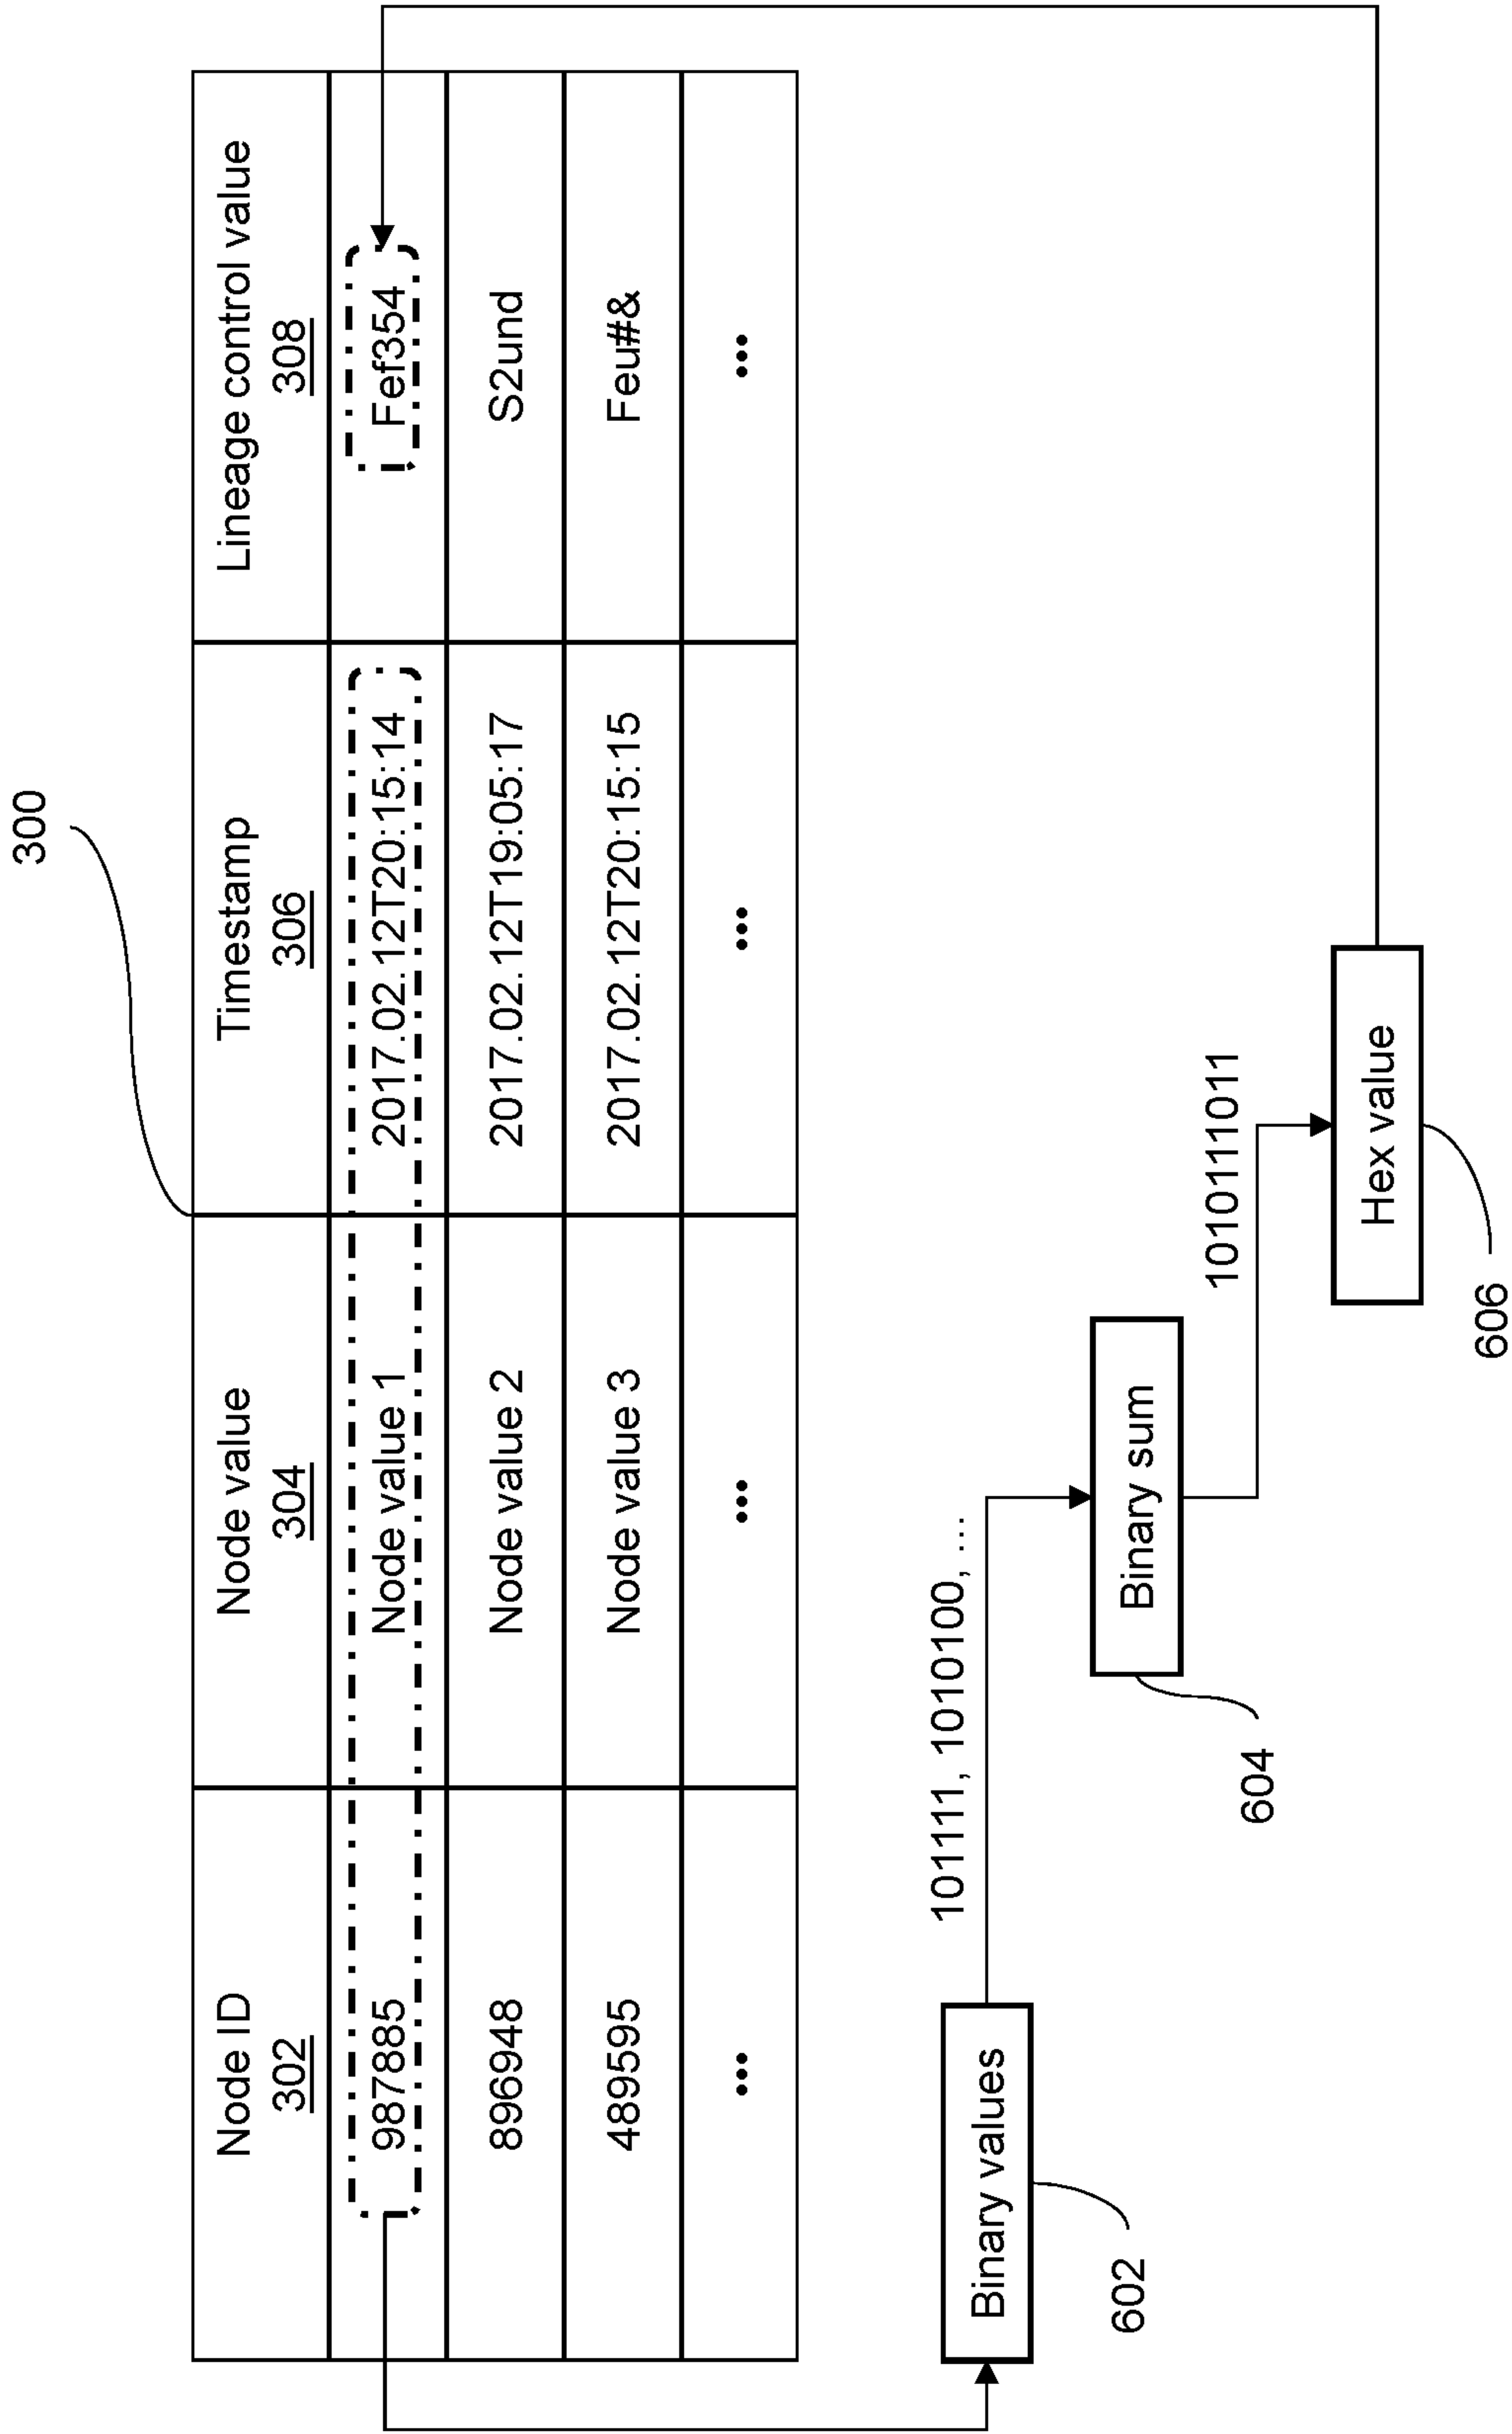 300
Node ID
302
Node value
304
Timestamp
306
Lineage control value
308
987885
Node value 1
2017.02.12T20:15:14
Fef354
896948
Node value 2
2017.02.12T19:05:17
S2und
489595
Node value 3
2017.02.12T20:15:15
Feu#&
...
...
...
...
101111, 1010100, ...
Binary values
602
10101111011
Binary sum
604
Hex value
606